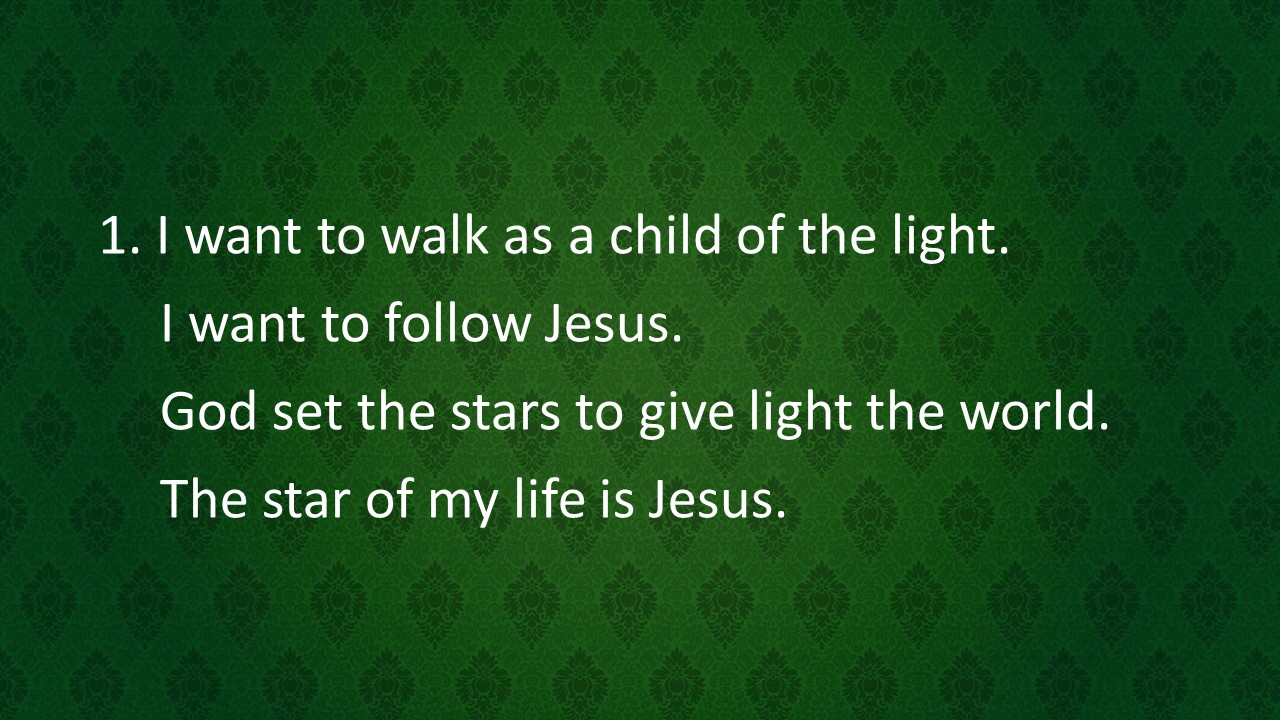 1. I want to walk as a child of the light.
I want to follow Jesus.
God set the stars to give light the world.
The star of my life is Jesus.